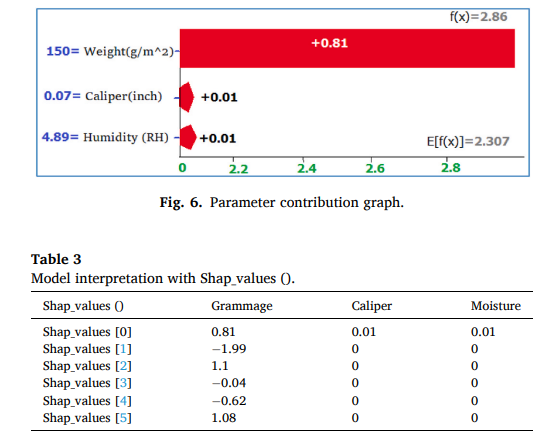 f(x)=2.86
150= Weight(g/m^2)
+0.81
0.07= Caliper(inch)
+0.01
4.89= Humidity (RH)
+0.01
E[f(x)]=2.307
0 2.2 2.4 2.6 2.8
Fig. 6. Parameter contribution graph.
Table 3
Model interpretation with Shap_values ().
Shap_values () Grammage Caliper Moisture
Shap_values [0] 0.81 0.01 0.01
Shap_values [1] −1.99 0 0
Shap_values [2] 1.1 0 0
Shap_values [3] −0.04 0 0
Shap_values [4] −0.62 0 0
Shap_values [5] 1.08 0 0